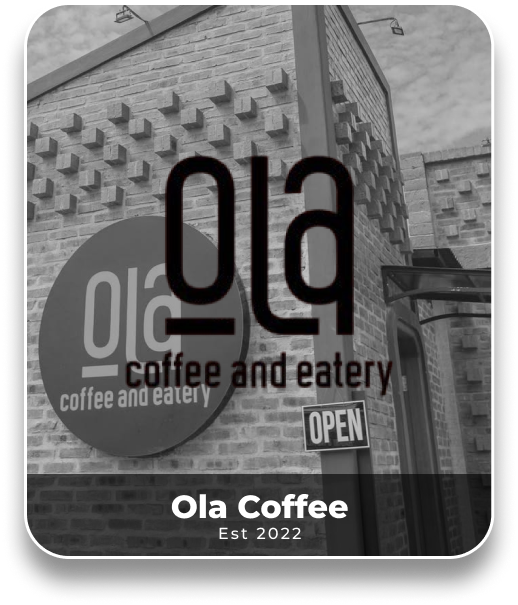 Ola
coffee and eatery
Ola
coffee and eatery
OPEN
Ola Coffee
Est 2022